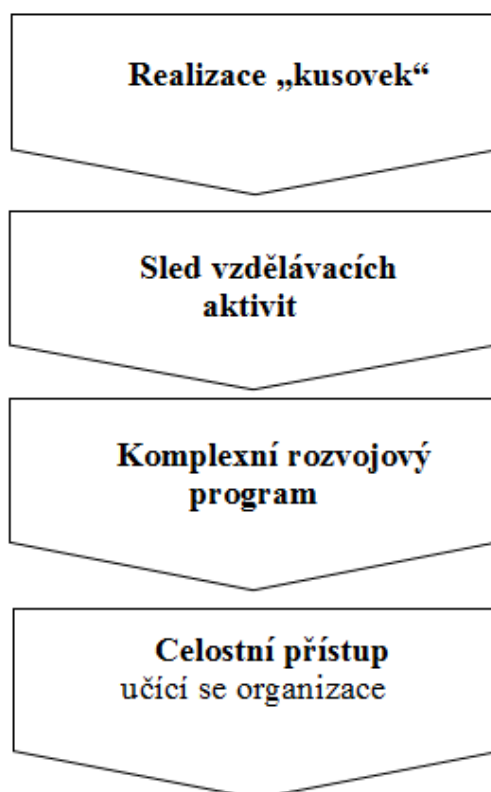 Realizace „kusovek“
Sled vzdělávacích
aktivit
Komplexní rozvojový
program
Celostní přístup
učící se organizace